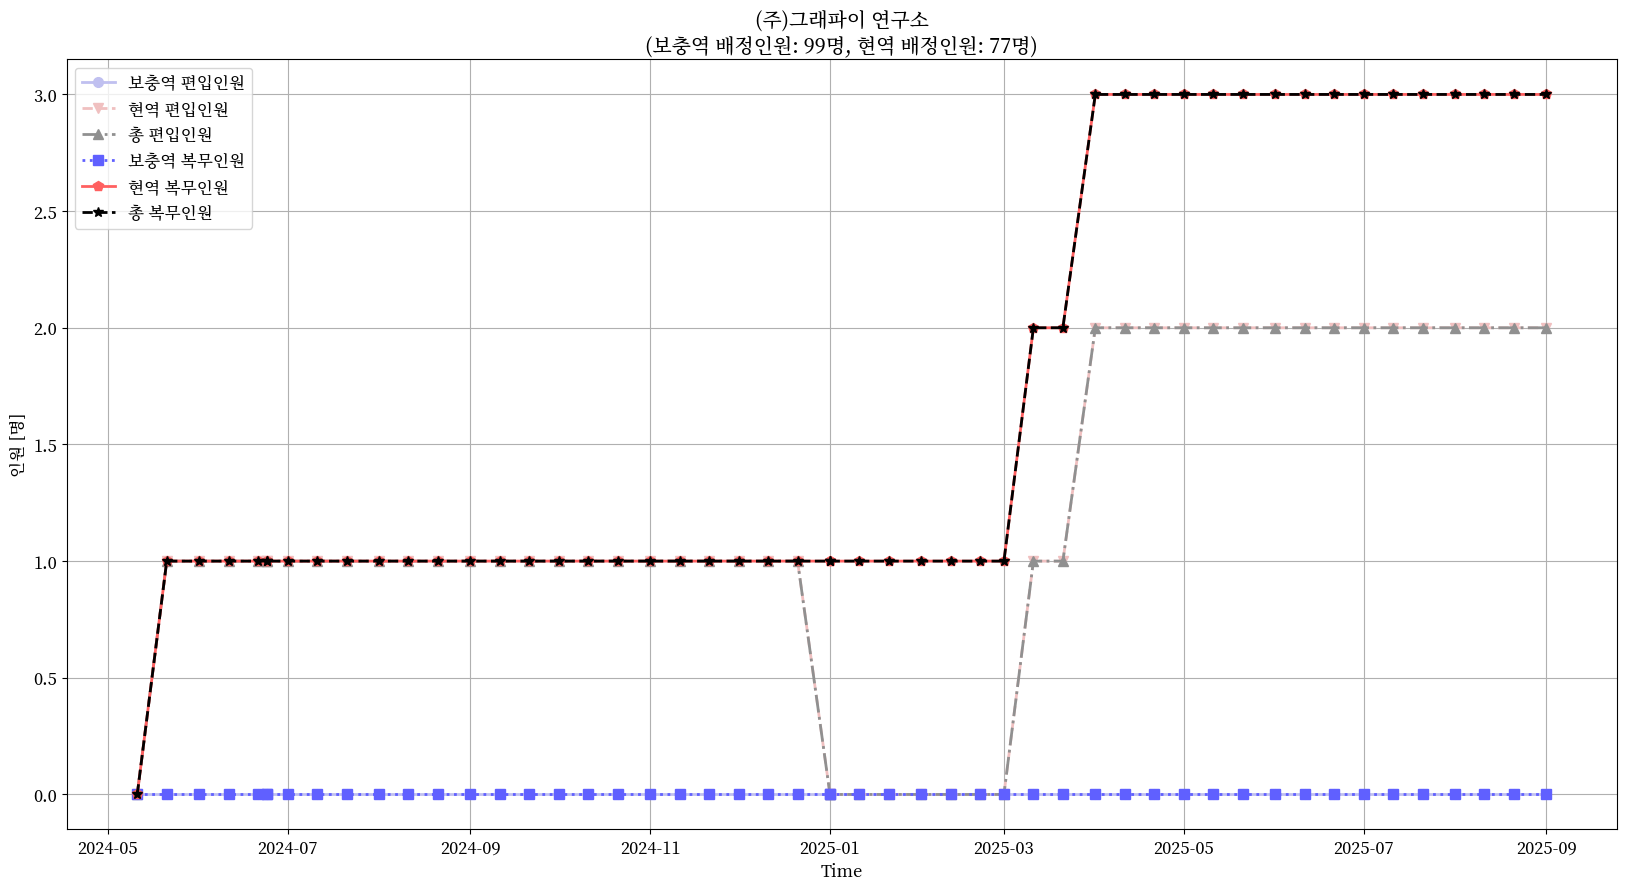 (주)그래파이 연구소
(보충역 배정인원: 99명, 현역 배정인원: 77명)
보충역 편입인원
현역 편입인원
총 편입인원
보충역 복무인원
현역 복무인원
총 복무인원
3.0
2.5
2.0
1.5
1.0
0.5
0.0
인원 [명]
2024-05
2024-07
2024-09
2024-11
2025-01
2025-03
2025-05
2025-07
2025-09
Time